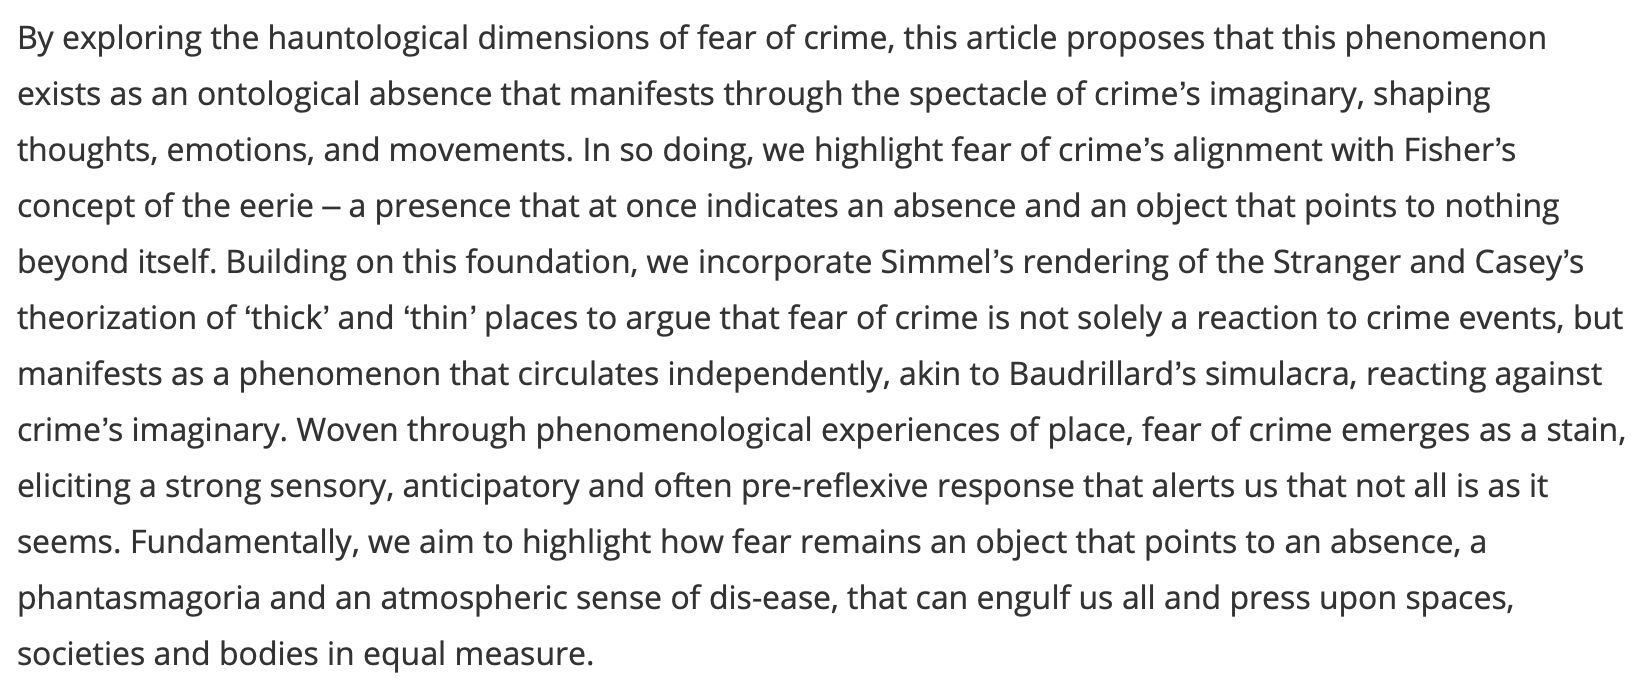 By exploring the hauntological dimensions of fear of crime, this article proposes that this phenomenon
exists as an ontological absence that manifests through the spectacle of crime’s imaginary, shaping
thoughts, emotions, and movements. In so doing, we highlight fear of crime’s alignment with Fisher’s
concept of the eerie – a presence that at once indicates an absence and an object that points to nothing
beyond itself. Building on this foundation, we incorporate Simmel’s rendering of the Stranger and Casey’s
theorization of ‘thick’ and ‘thin’ places to argue that fear of crime is not solely a reaction to crime events, but
manifests as a phenomenon that circulates independently, akin to Baudrillard’s simulacra, reacting against
crime’s imaginary. Woven through phenomenological experiences of place, fear of crime emerges as a stain,
eliciting a strong sensory, anticipatory and often pre-reflexive response that alerts us that not all is as it
seems. Fundamentally, we aim to highlight how fear remains an object that points to an absence, a
phantasmagoria and an atmospheric sense of dis-ease, that can engulf us all and press upon spaces,
societies and bodies in equal measure.